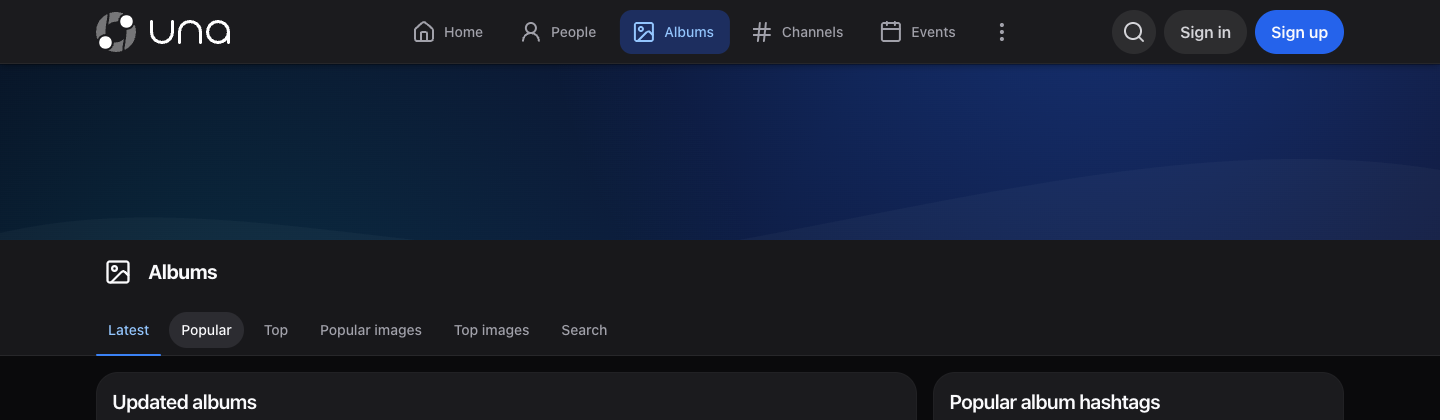 una Home People Albums Channels Events Sign in Sign up
Albums
Latest Popular Top Popular images Top images Search
Updated albums Popular album hashtags